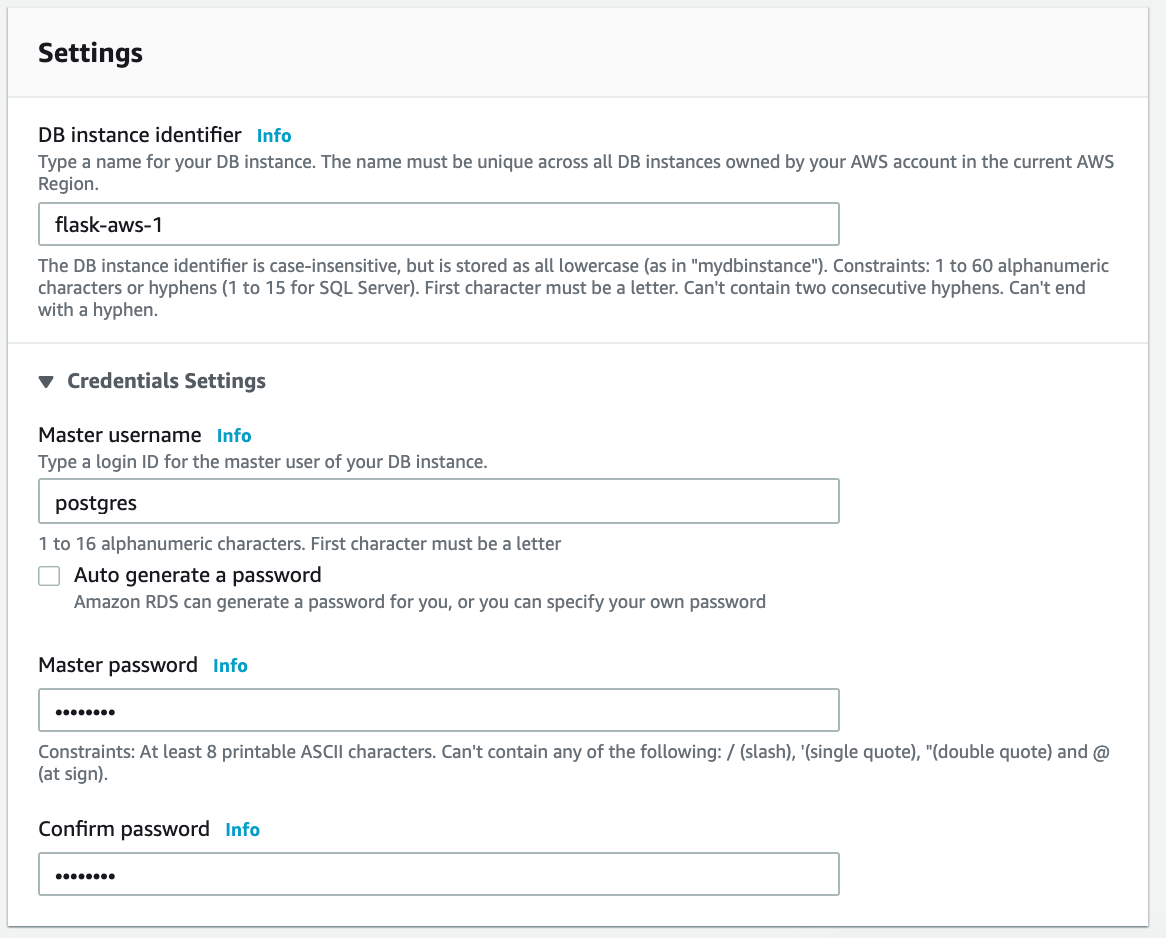 Settings
DB instance identifier Info
Type a name for your DB instance. The name must be unique across all DB instances owned by your AWS account in the current AWS
Region.
flask-aws-1
The DB instance identifier is case-insensitive, but is stored as all lowercase (as in "mydbinstance"). Constraints: 1 to 60 alphanumeric
characters or hyphens (1 to 15 for SQL Server). First character must be a letter. Can't contain two consecutive hyphens. Can't end
with a hyphen.
Credentials Settings
Master username Info
Type a login ID for the master user of your DB instance.
postgres
1 to 16 alphanumeric characters. First character must be a letter
Auto generate a password
Amazon RDS can generate a password for you, or you can specify your own password
Master password Info
••••••••
Constraints: At least 8 printable ASCII characters. Can't contain any of the following: / (slash), '(single quote), "(double quote) and @
(at sign).
Confirm password Info
••••••••